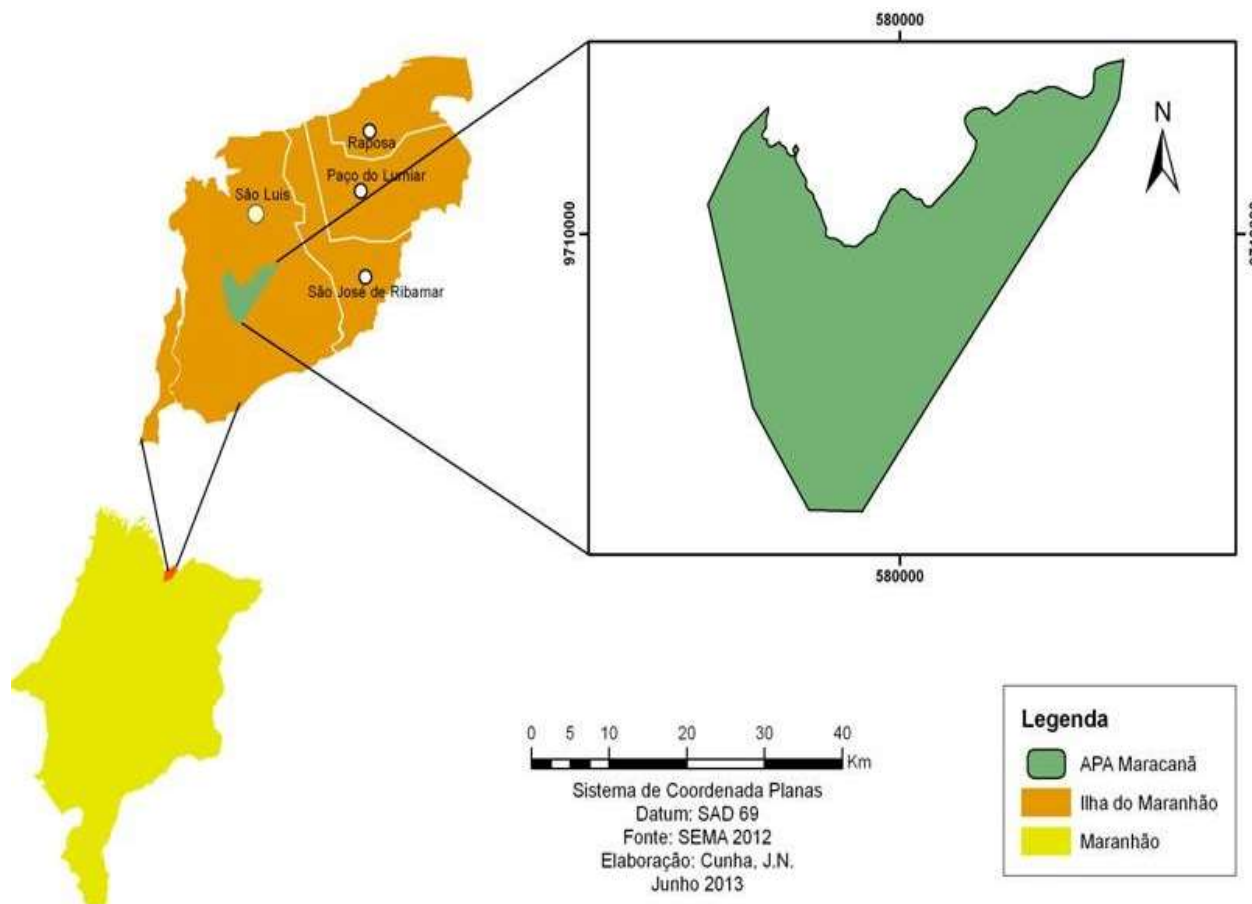 580000
N
9710000
Raposa
Paço do Lumiar
São Luis
São José de Ribamar
580000
0 5 10 20 30 40
Km
Sistema de Coordenada Planas
Datum: SAD 69
Fonte: SEMA 2012
Elaboração: Cunha, J.N.
Junho 2013
Legenda
APA Maracanã
Ilha do Maranhão
Maranhão